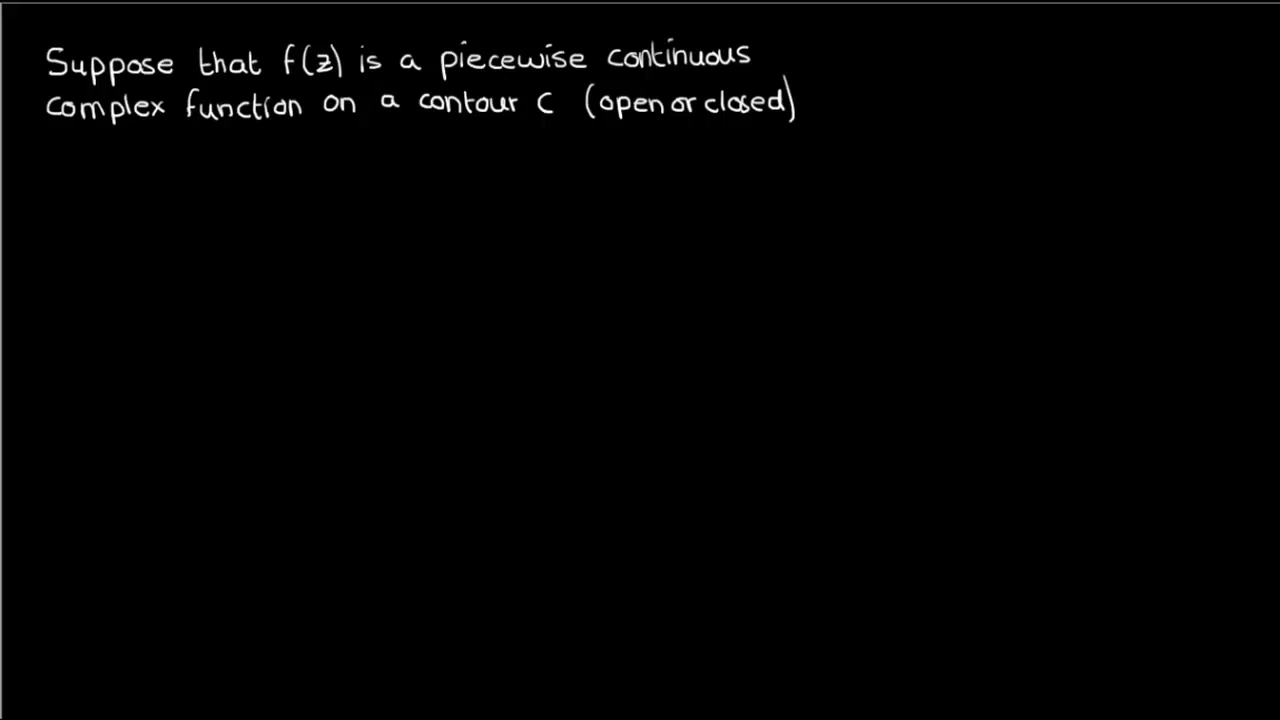 Suppose that f(z) is a piecewise continuous
complex function on a contour C (open or closed)